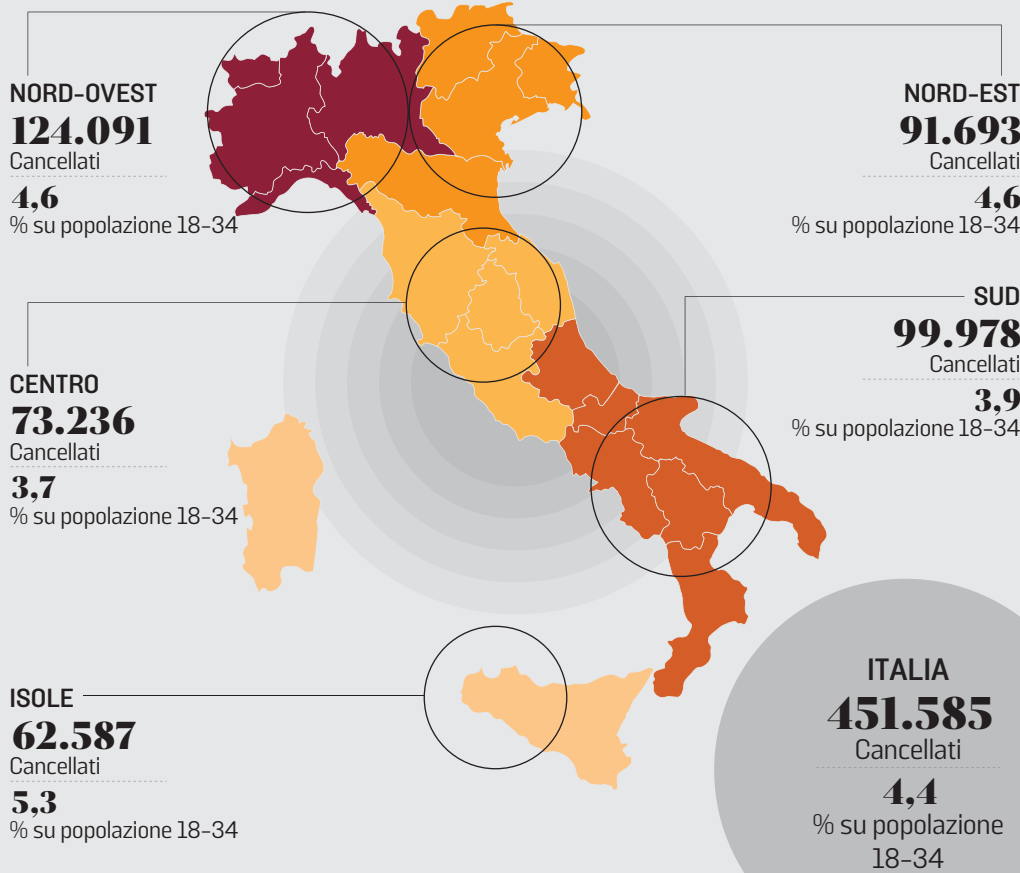 NORD-OVEST
124.091
Cancellati
4,6
% su popolazione 18-34
NORD-EST
91.693
Cancellati
4,6
% su popolazione 18-34
CENTRO
73.236
Cancellati
3,7
% su popolazione 18-34
SUD
99.978
Cancellati
3,9
% su popolazione 18-34
ISOLE
62.587
Cancellati
5,3
% su popolazione 18-34
ITALIA
451.585
Cancellati
4,4
% su popolazione
18-34